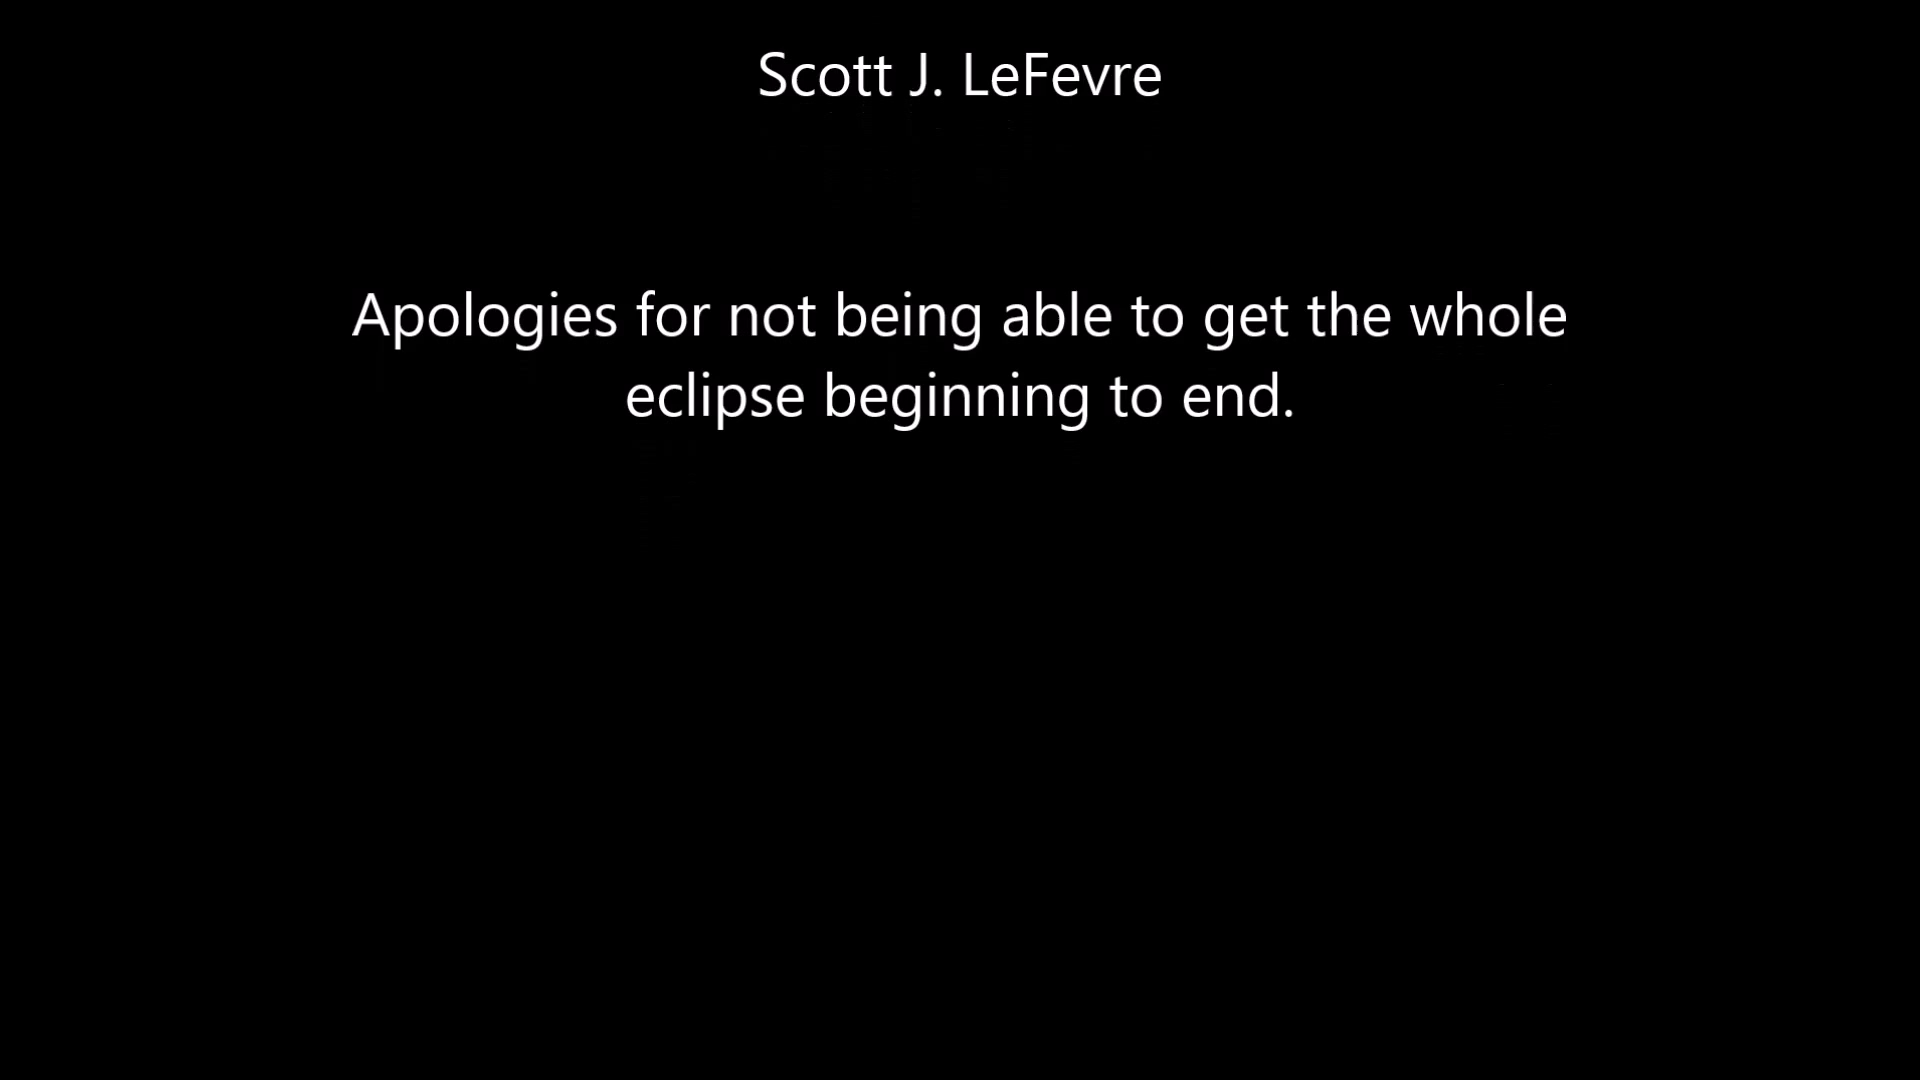 Scott J. LeFevre
Apologies for not being able to get the whole
eclipse beginning to end.